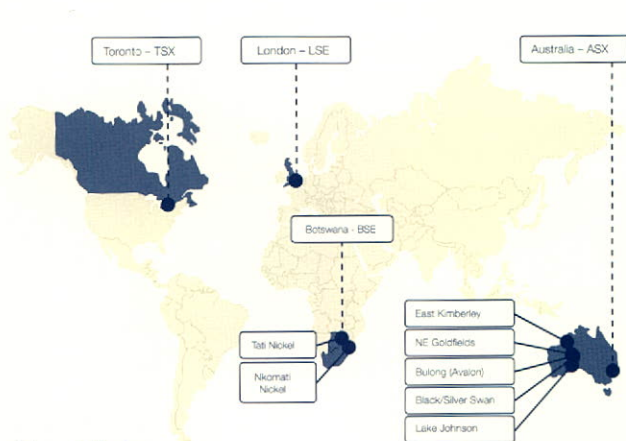 Toronto – TSX
London – LSE
Australia – ASX
Botswana - BSE
Tati Nickel
Nkomati
Nickel
East Kimberley
NE Goldfields
Bulong (Avalon)
Black/Silver Swan
Lake Johnson